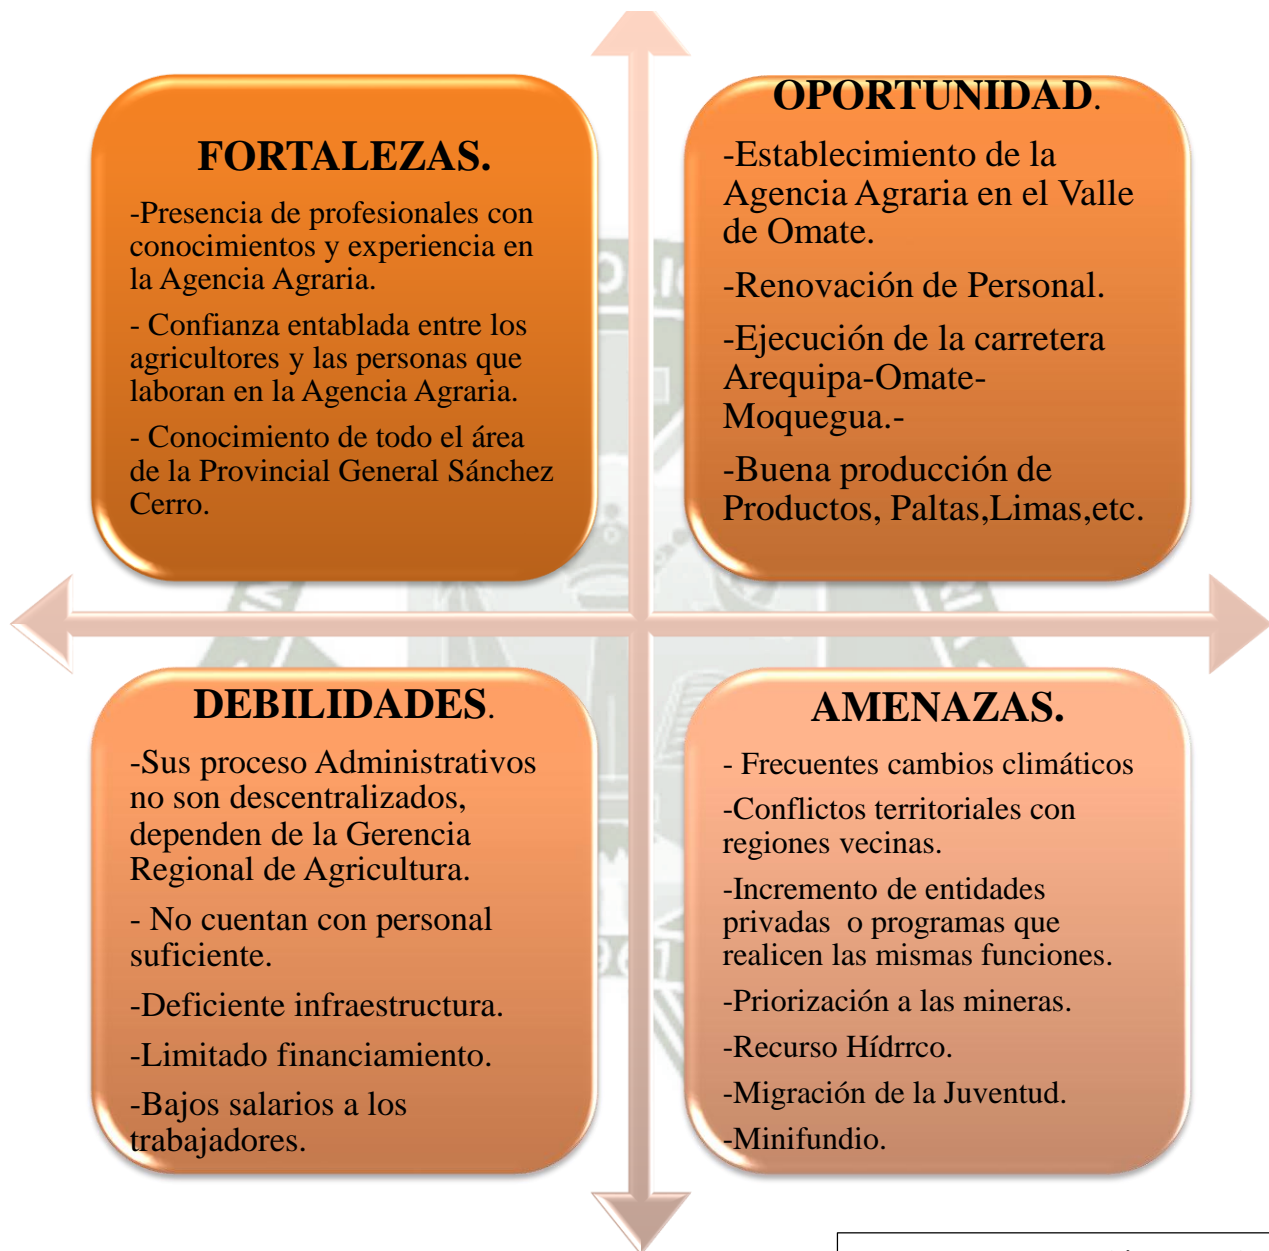 FORTALEZAS.
-Presencia de profesionales con
conocimientos y experiencia en
la Agencia Agraria.
- Confianza entablada entre los
agricultores y las personas que
laboran en la Agencia Agraria.
- Conocimiento de todo el área
de la Provincial General Sánchez
Cerro.
OPORTUNIDAD.
-Establecimiento de la
Agencia Agraria en el Valle
de Omate.
-Renovación de Personal.
-Ejecución de la carretera
Arequipa-Omate-
Moquegua.-
-Buena producción de
Productos, Paltas,Limas,etc.
DEBILIDADES.
-Sus proceso Administrativos
no son descentralizados,
dependen de la Gerencia
Regional de Agricultura.
- No cuentan con personal
suficiente.
-Deficiente infraestructura.
-Limitado financiamiento.
-Bajos salarios a los
trabajadores.
AMENAZAS.
- Frecuentes cambios climáticos
-Conflictos territoriales con
regiones vecinas.
-Incremento de entidades
privadas o programas que
realicen las mismas funciones.
-Priorización a las mineras.
-Recurso Hídrrco.
-Migración de la Juventud.
-Minifundio.